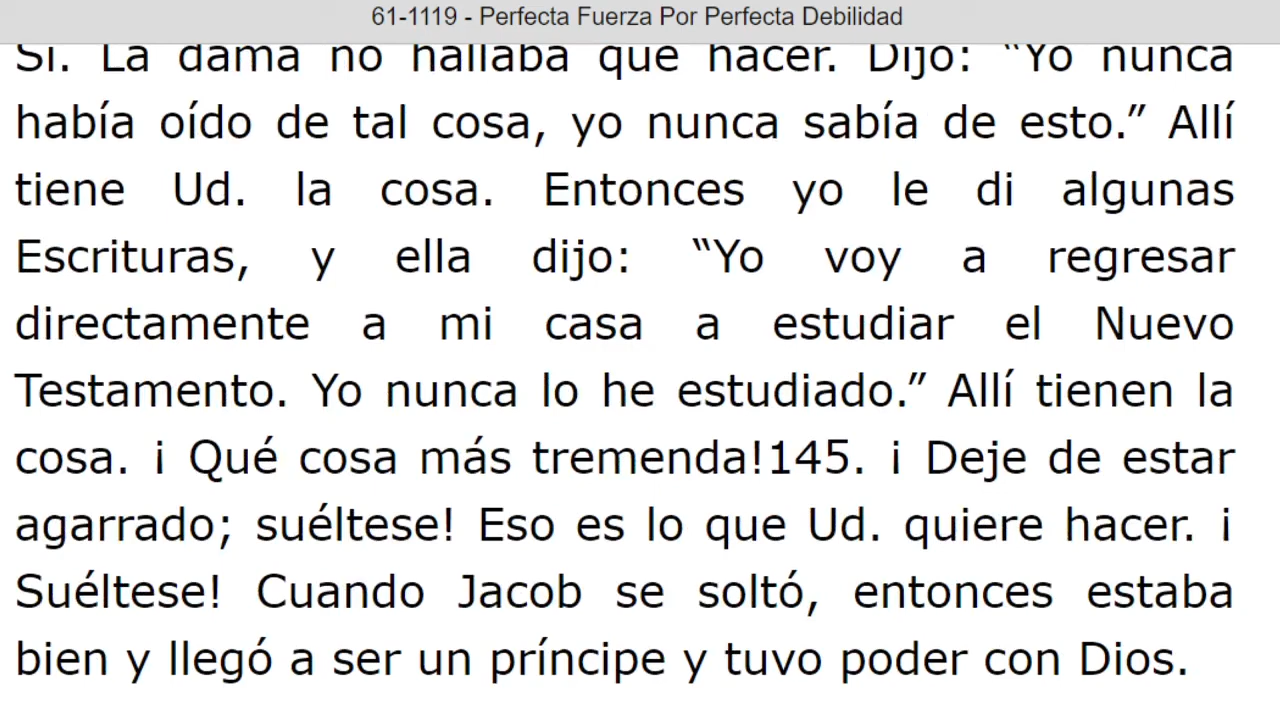 61-1119 - Perfecta Fuerza Por Perfecta Debilidad
Sí. La dama no hallaba qué hacer. Dijo: “Yo nunca
había oído de tal cosa, yo nunca sabía de esto.” Allí
tiene Ud. la cosa. Entonces yo le di algunas
Escrituras, y ella dijo: “Yo voy a regresar
directamente a mi casa a estudiar el Nuevo
Testamento. Yo nunca lo he estudiado.” Allí tienen la
cosa. ¡ Qué cosa más tremenda!145. ¡ Deje de estar
agarrado; suéltese! Eso es lo que Ud. quiere hacer. ¡
Suéltese! Cuando Jacob se soltó, entonces estaba
bien y llegó a ser un príncipe y tuvo poder con Dios.